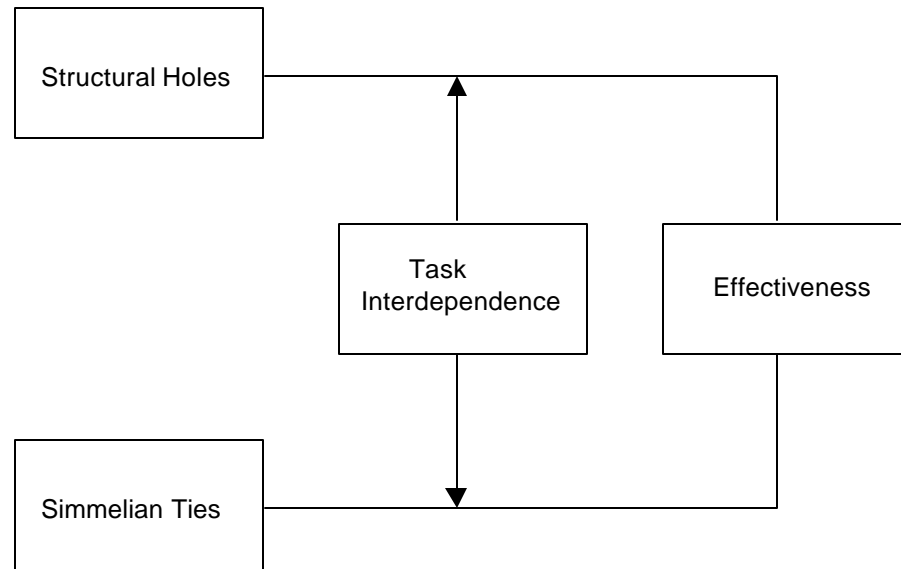 Structural Holes
Task
Interdependence
Effectiveness
Simmelian Ties